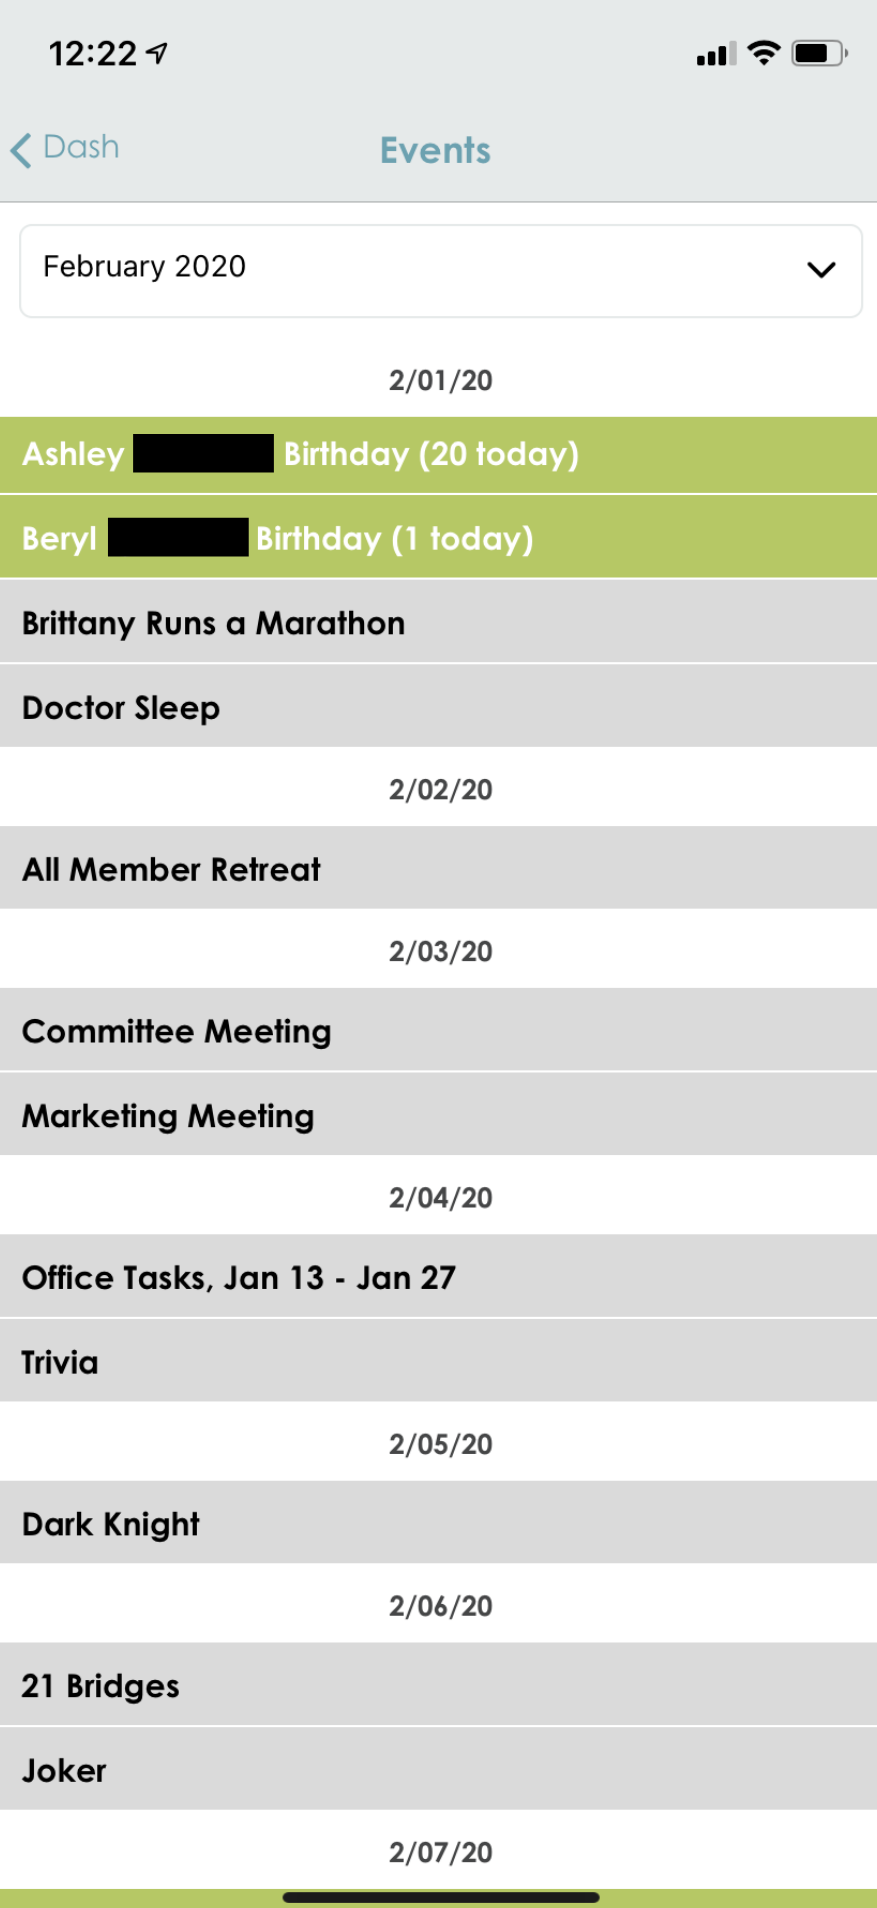 12:22
Dash
Events
February 2020
2/01/20
Ashley Birthday (20 today)
Beryl Birthday (1 today)
Brittany Runs a Marathon
Doctor Sleep
2/02/20
All Member Retreat
2/03/20
Committee Meeting
Marketing Meeting
2/04/20
Office Tasks, Jan 13 - Jan 27
Trivia
2/05/20
Dark Knight
2/06/20
21 Bridges
Joker
2/07/20